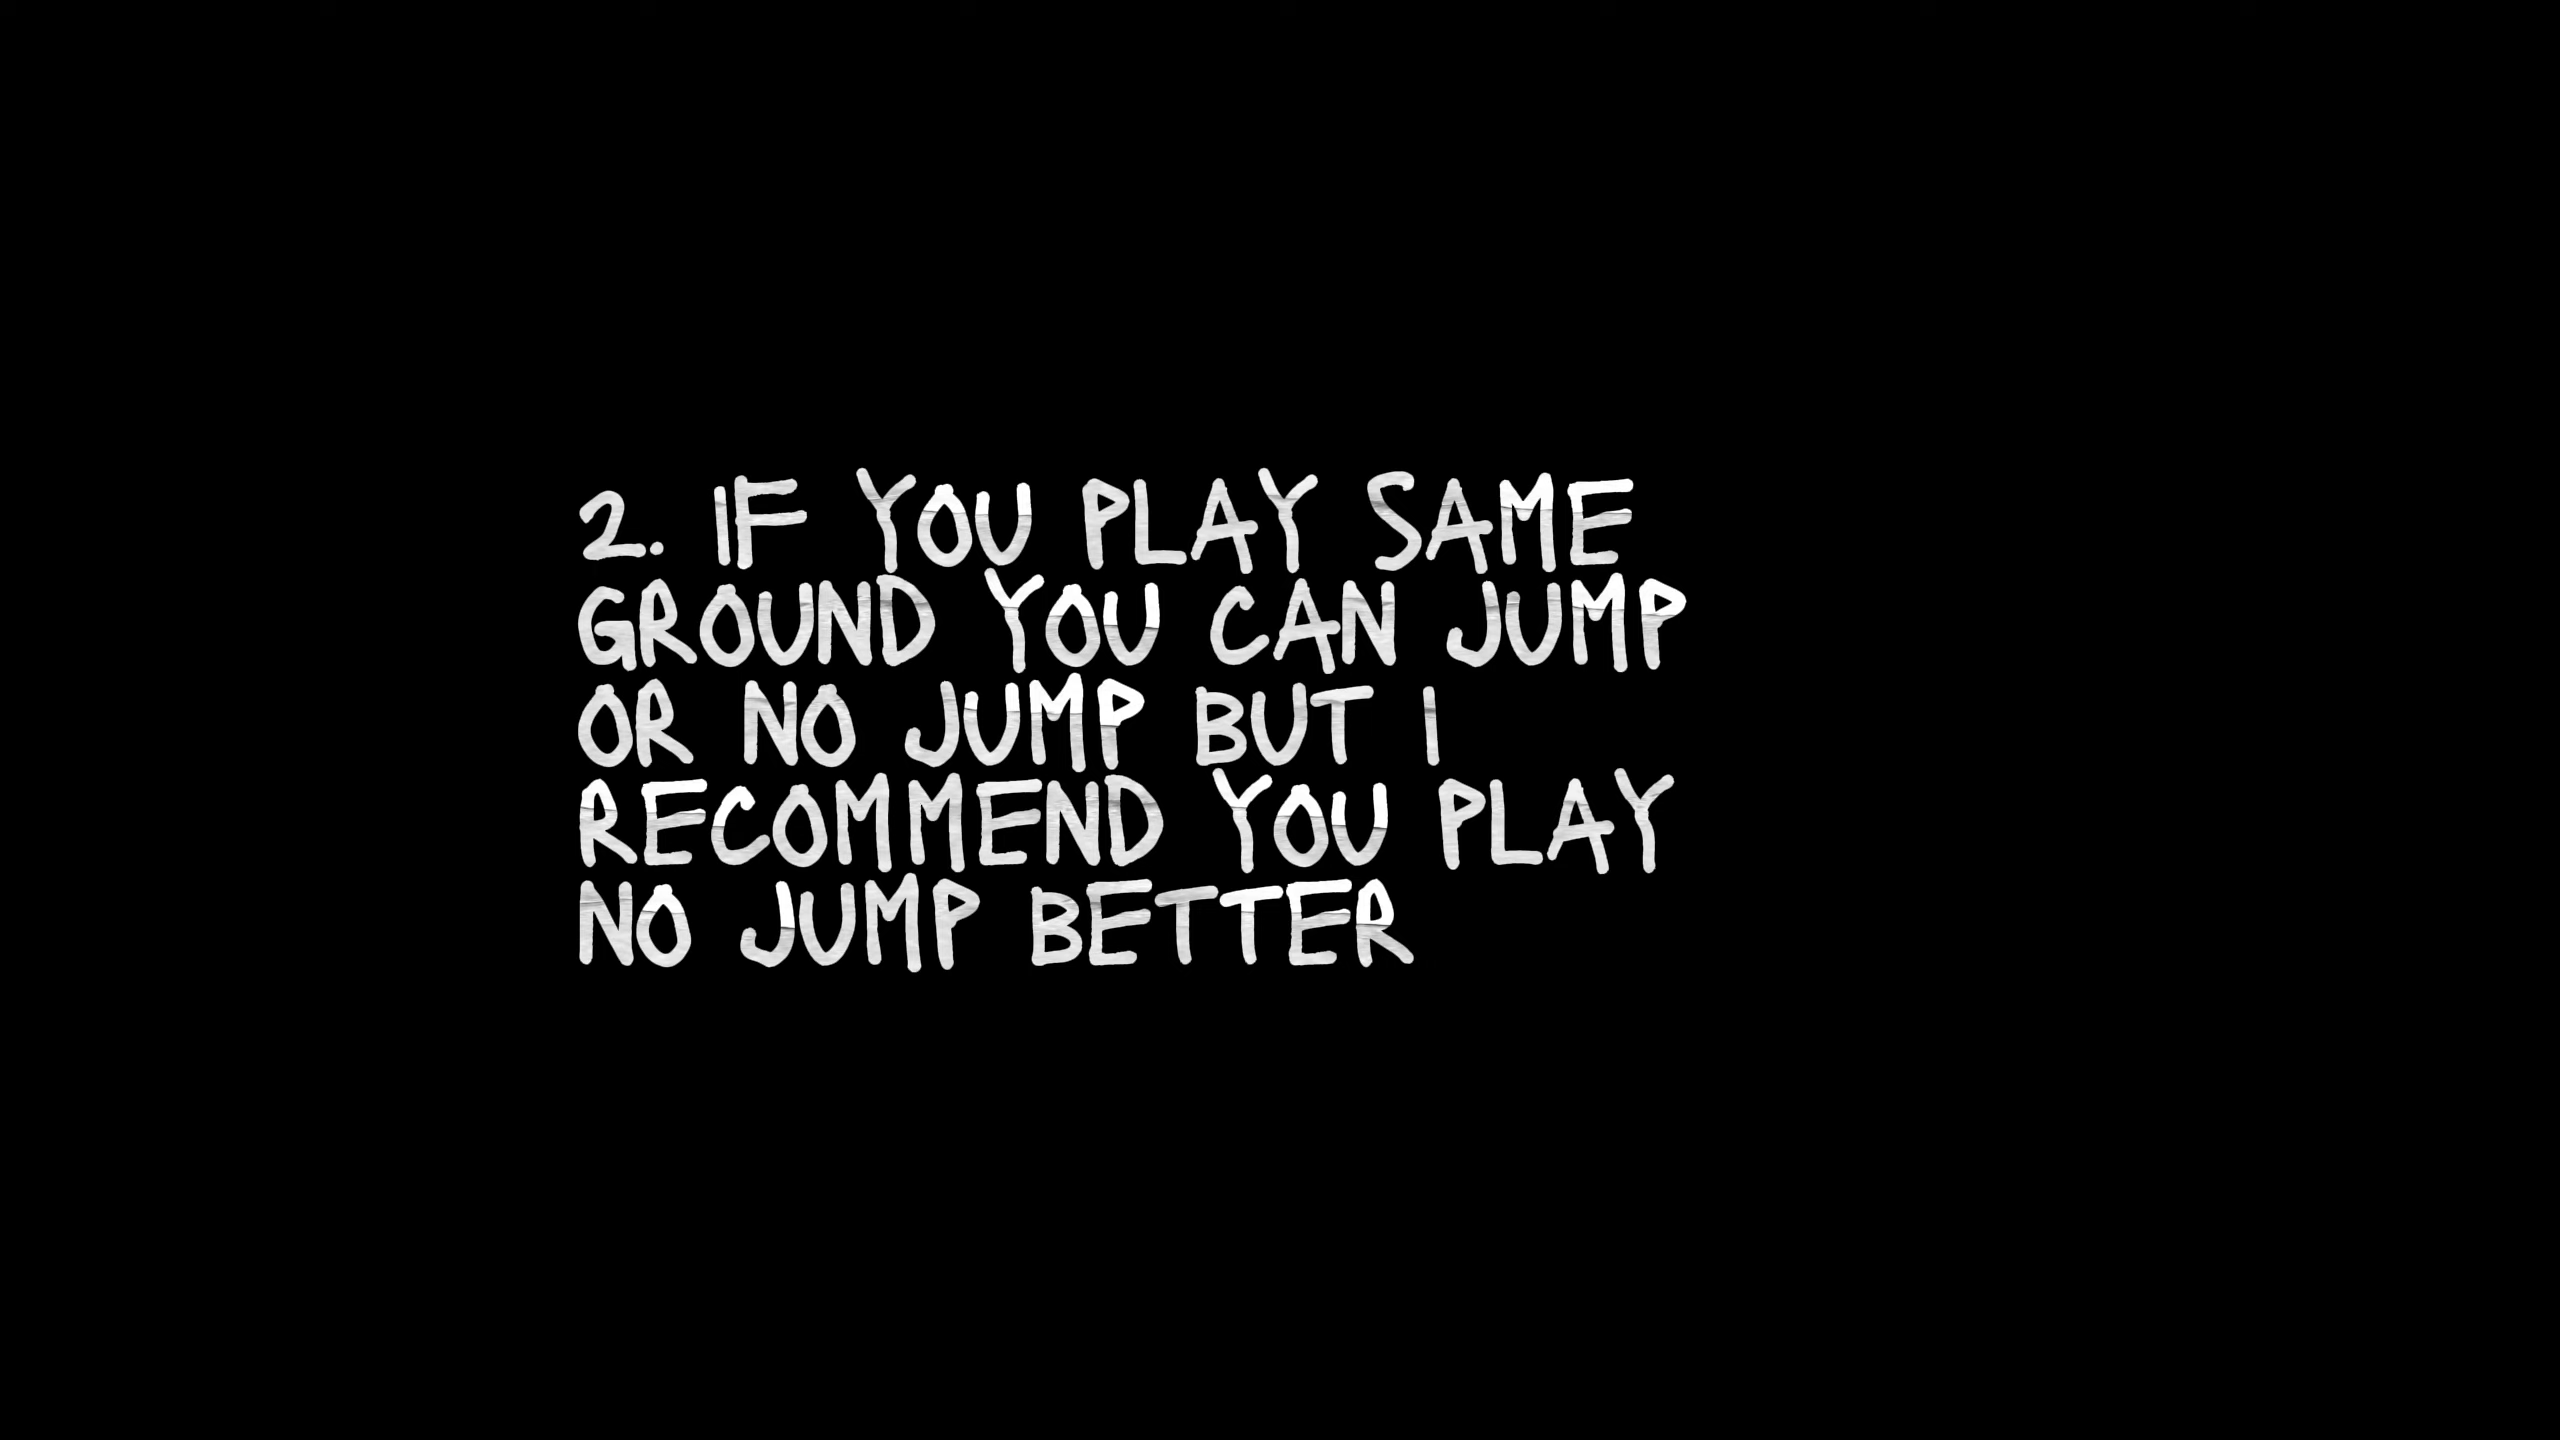 2. IF YOU PLAY SAME
GROUND YOU CAN JUMP
OR NO JUMP BUT I
RECOMMEND YOU PLAY
NO JUMP BETTER